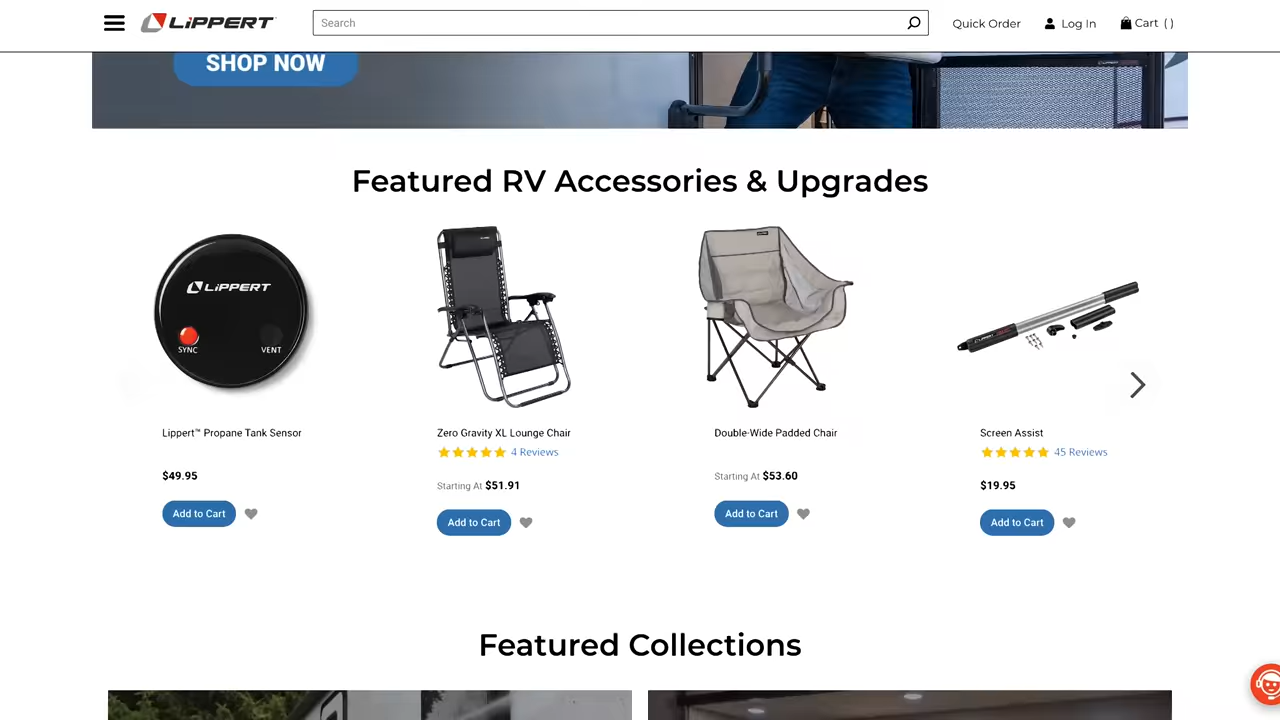 LIPPERT
Search
Quick Order
Log In
Cart ( )
SHOP NOW
Featured RV Accessories & Upgrades
LIPPERT
SYNC
VENT
Lippert™ Propane Tank Sensor
$49.95
Add to Cart
Zero Gravity XL Lounge Chair
4 Reviews
Starting At $51.91
Add to Cart
Double-Wide Padded Chair
Starting At $53.60
Add to Cart
Screen Assist
45 Reviews
$19.95
Add to Cart
Featured Collections